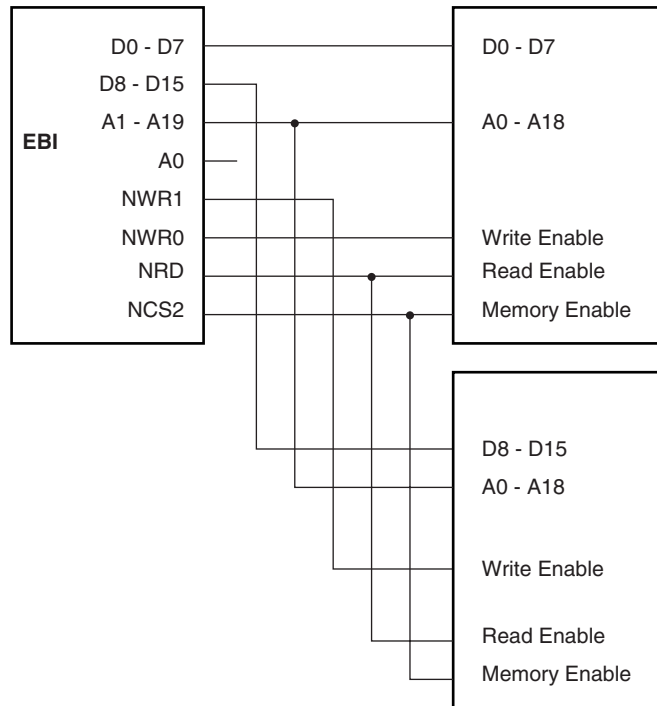 EBI
D0 - D7
D8 - D15
A1 - A19
A0
NWR1
NWR0
NRD
NCS2
D0 - D7
A0 - A18
Write Enable
Read Enable
Memory Enable
D8 - D15
A0 - A18
Write Enable
Read Enable
Memory Enable